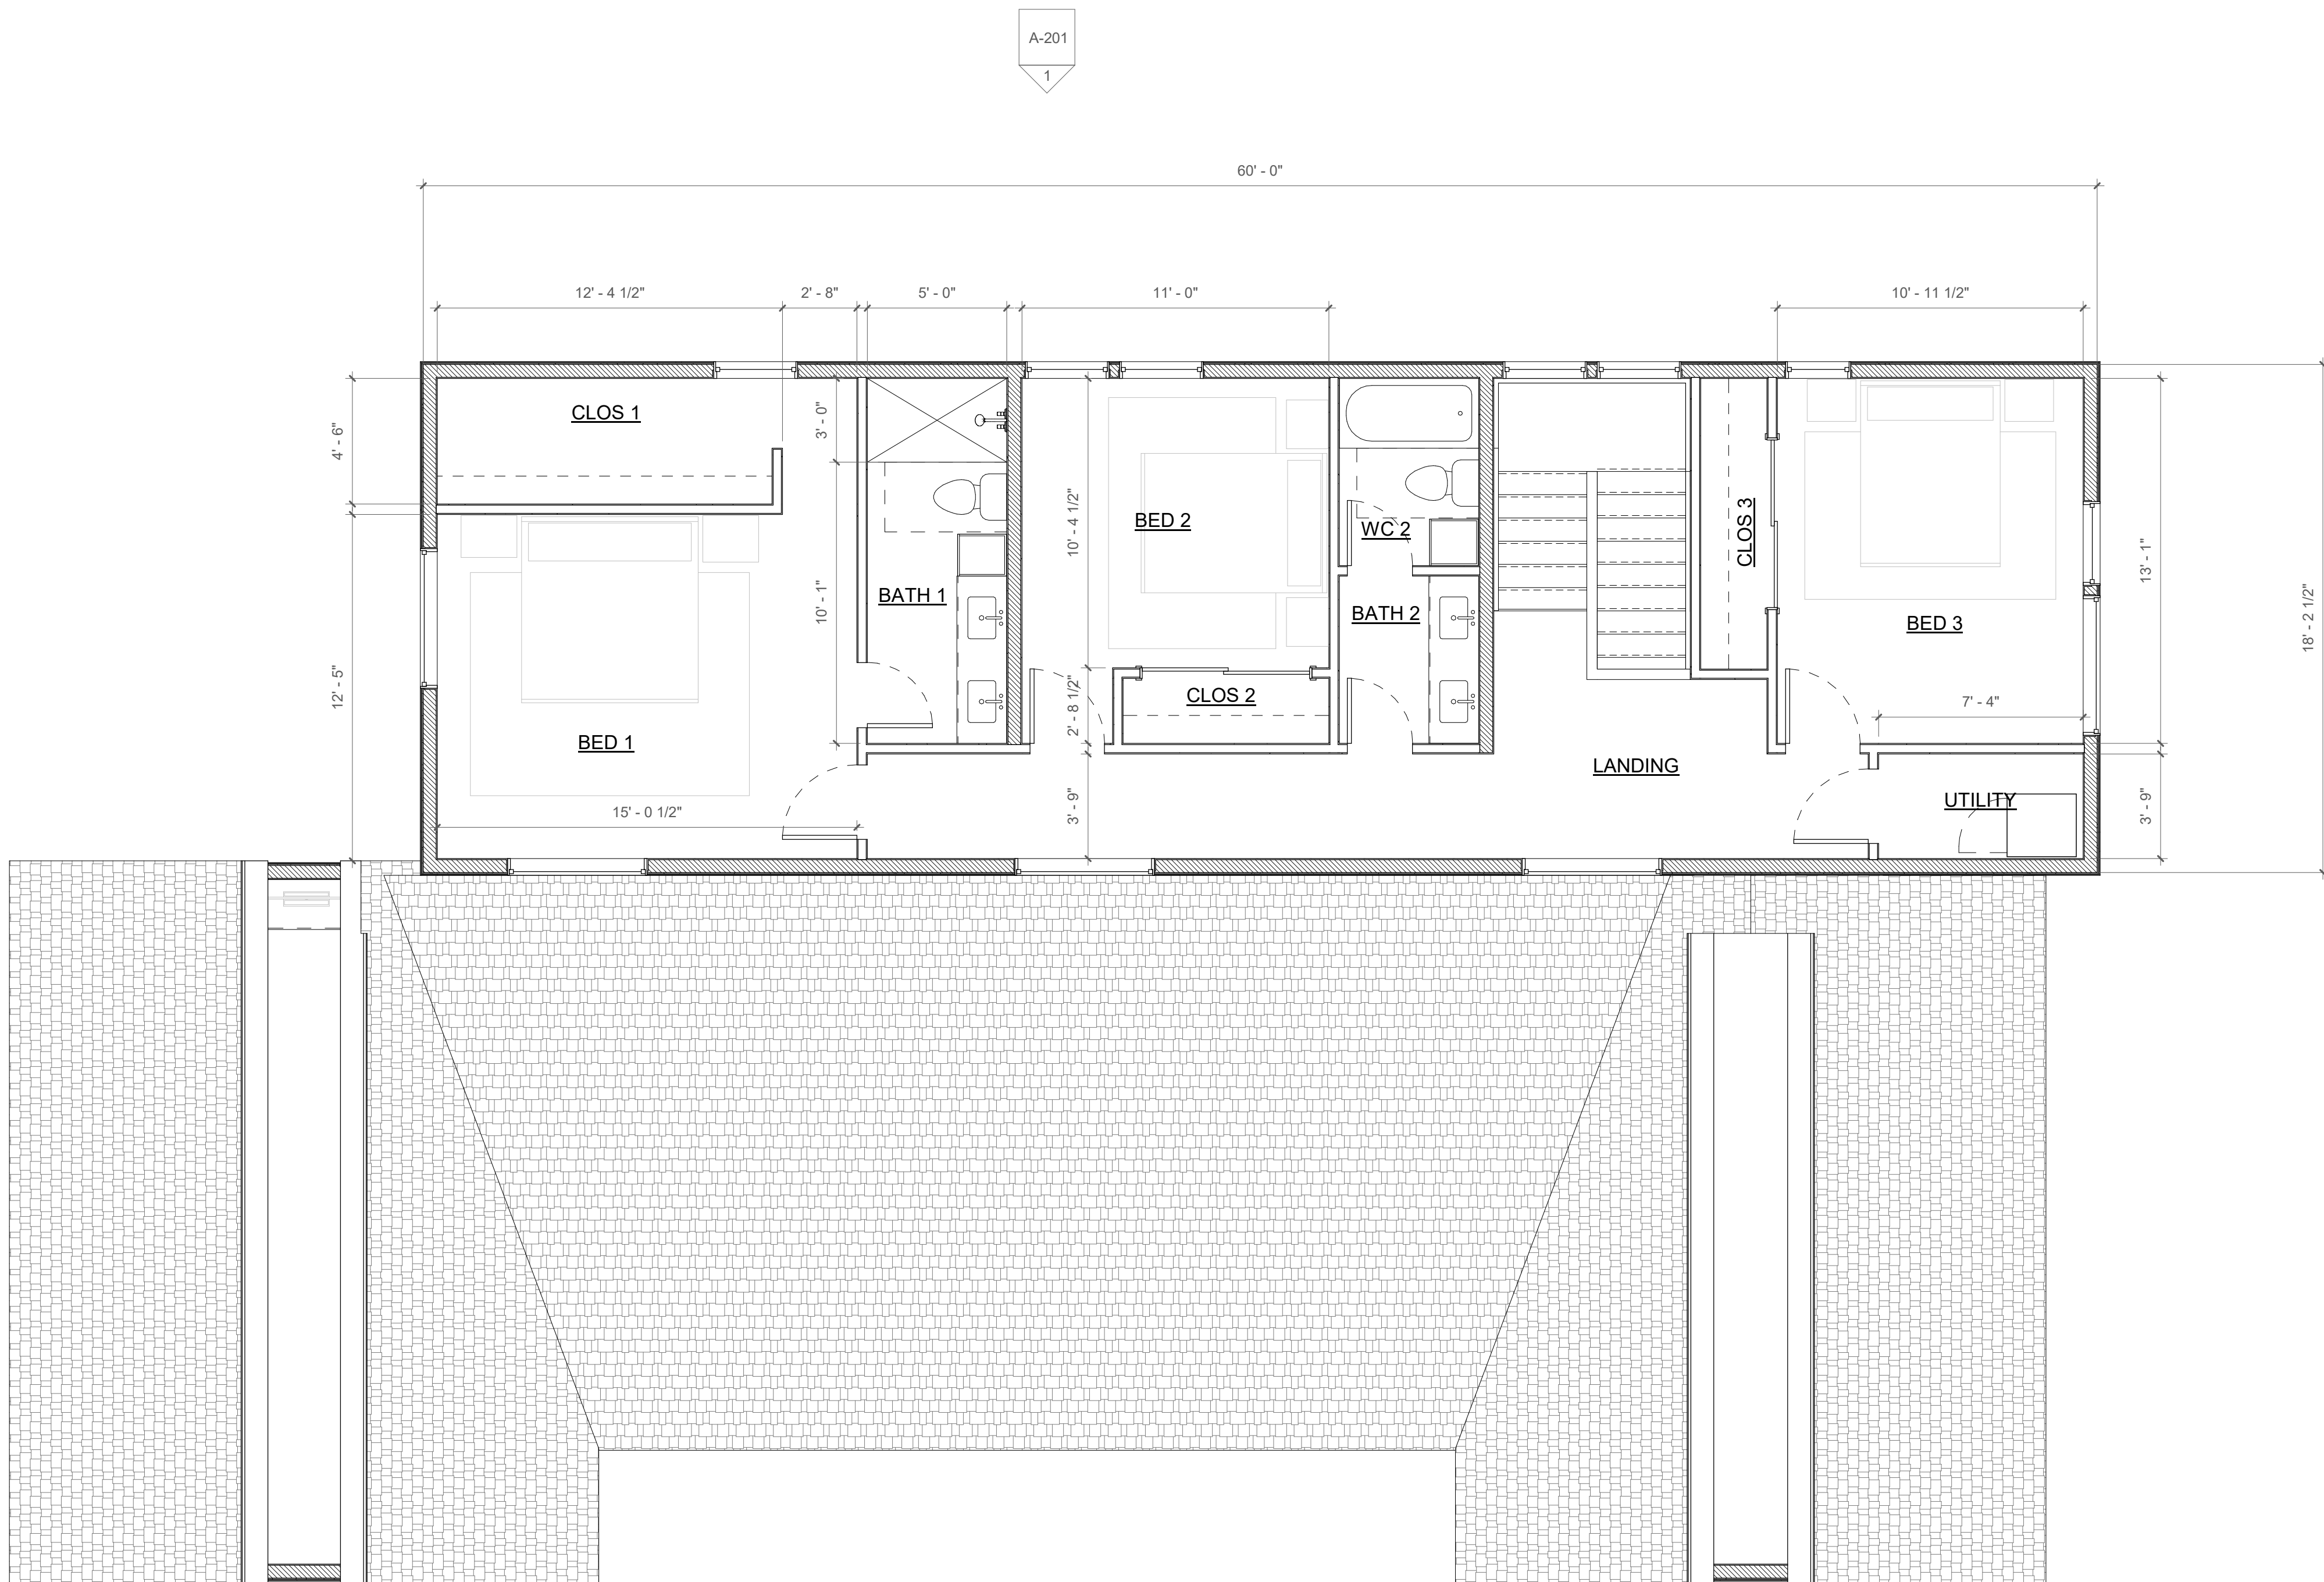 A-201
1
60' - 0"
12' - 4 1/2"
2' - 8"
5' - 0"
11' - 0"
10' - 11 1/2"
CLOS 1
4' - 6"
3' - 0"
10' - 4 1/2"
BED 2
WC 2
CLOS 3
13' - 1"
18' - 2 1/2"
BATH 1
10' - 1"
BATH 2
BED 3
12' - 5"
2' - 8 1/2"
CLOS 2
7' - 4"
BED 1
LANDING
15' - 0 1/2"
3' - 9"
UTILITY
3' - 9"